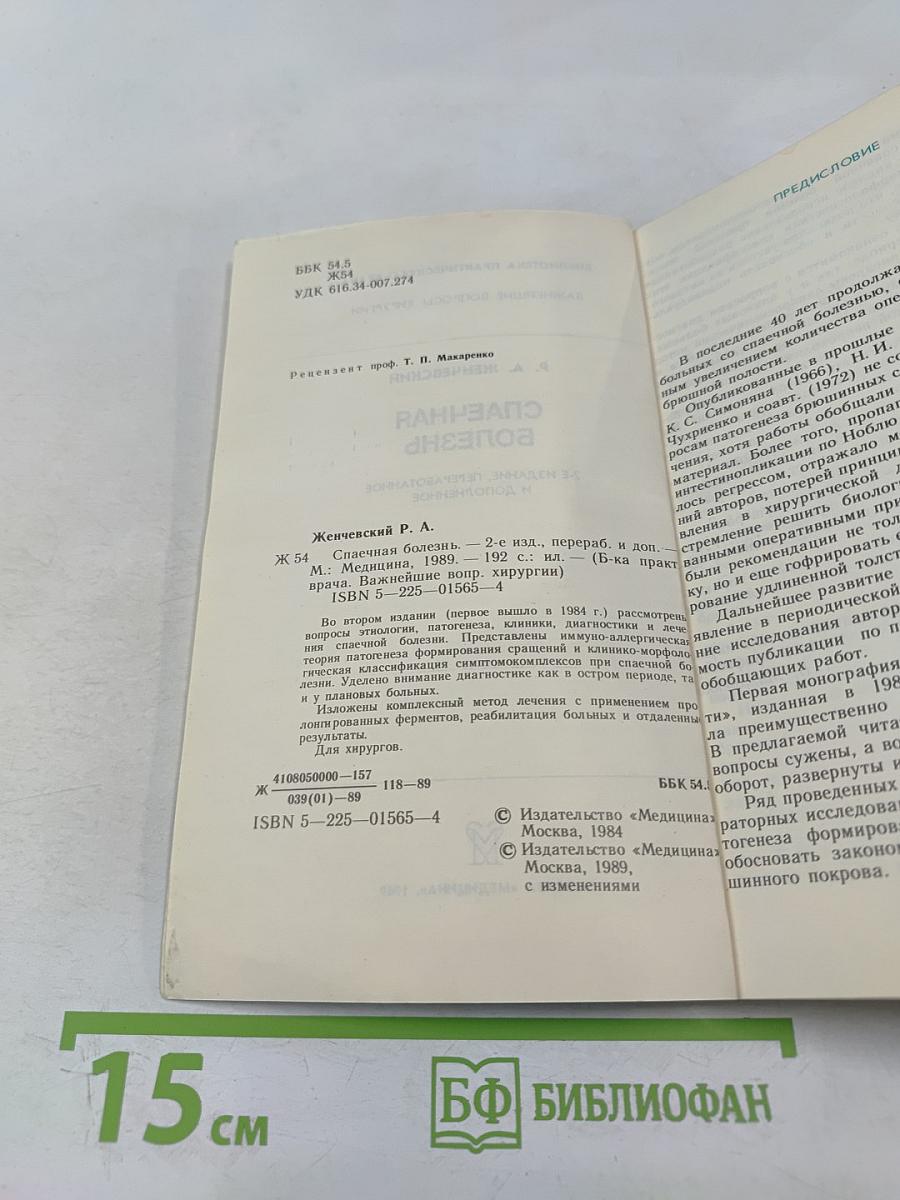 ББК 54.5
Ж54
УДК 616.34-007.274
Рецензент проф. Т. П. Макаренко
Женчевский Р. А.
Ж 54 Спаечная болезнь. — 2-е изд., перераб. и доп. —
М.: Медицина, 1989. — 192 с.: ил. — (Б-ка практ
врача. Важнейшие вопр. хирургии)
ISBN 5—225—01565—4
Во втором издании (первое вышло в 1984 г.) рассмотрены
вопросы этиологии, патогенеза, клиники, диагностики и лече
ния спаечной болезни. Представлены иммуно-аллергическая
теория патогенеза формирования сращений и клинико-морфоло
гическая классификация симптомокомплексов при спаечной бо
лезни. Уделено внимание диагностике как в остром периоде, та
и у плановых больных.
Изложены комплексный метод лечения с применением про
лонгированных ферментов, реабилитация больных и отдаленны
результаты.
Для хирургов.
Ж 4108050000—157
039(01)—89 118—89
ББК 54.
ISBN 5—225—01565—4
© Издательство «Медицина»
Москва, 1984
© Издательство «Медицина»
Москва, 1989,
с изменениями
ПРЕДИСЛОВИЕ
В последние 40 лет продолжа
больных со спаечной болезнью,
ным увеличением количества опе
брюшной полости.
Опубликованные в прошлые
К. С. Симоняна (1966), Н. И.
Чухриенко и соавт. (1972) не со
росам патогенеза брюшинных с
чения, хотя работы обобщали
материал. Более того, пропаг
интестинопликации по Ноблю
лось регрессом, отражало м
ний авторов, потерей принци
вления в хирургической д
стремление решить биолог
ванными оперативными при
были рекомендации не тол
ку, но и еще гофрировать е
рование удлиненной толст
Дальнейшее развитие
явление в периодической
ние исследования автор
мость публикации по п
обобщающих работ.
Первая монография
ти», изданная в 198
ла преимущественно
В предлагаемой чита
вопросы сужены, а во
оборот, развернуты и
Ряд проведенных
раторных исследова
тогенеза формирова
обосновать законо
шинного покрова.
15 см
БФ БИБЛИОФАН